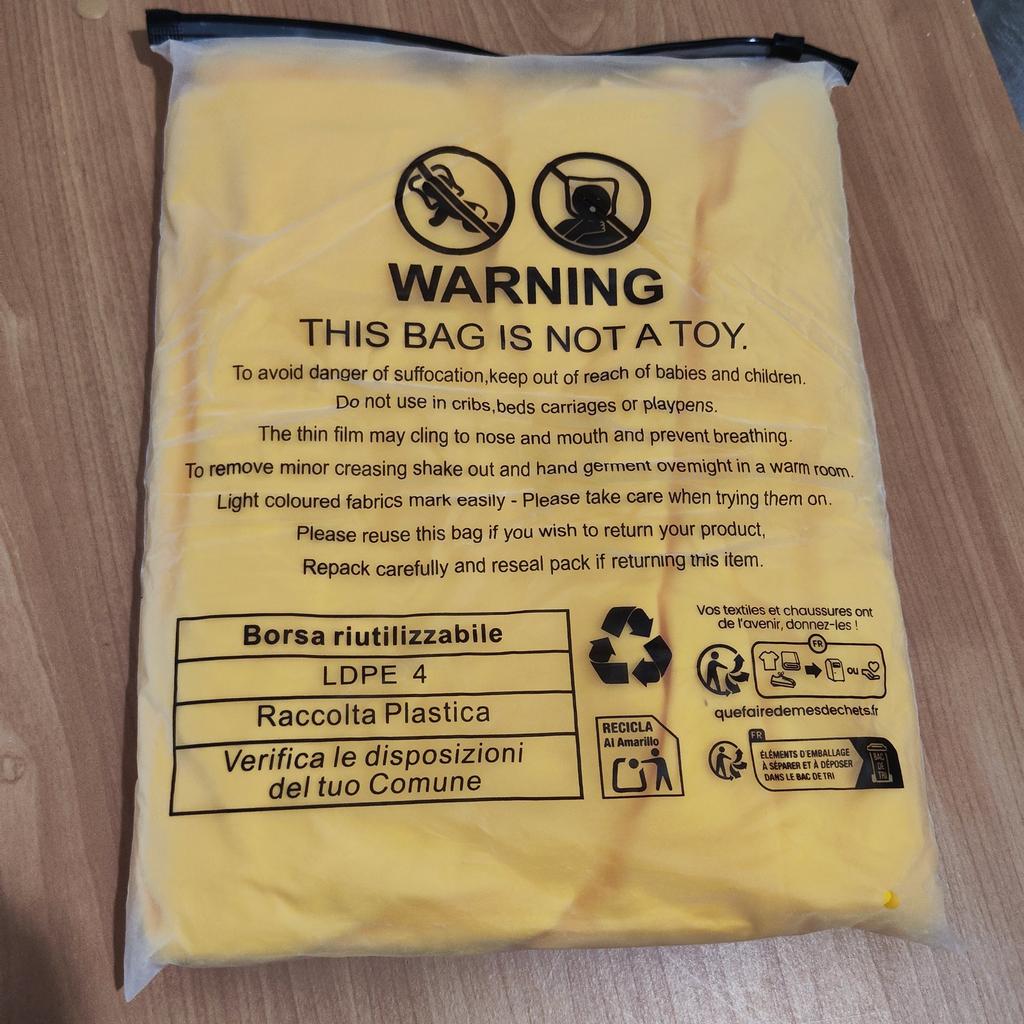 WARNING
THIS BAG IS NOT A TOY.
To avoid danger of suffocation,keep out of reach of babies and children.
Do not use in cribs,beds carriages or playpens.
The thin film may cling to nose and mouth and prevent breathing.
To remove minor creasing shake out and hand germent ovemight in a warm room.
Light coloured fabrics mark easily - Please take care when trying them on.
Please reuse this bag if you wish to return your product,
Repack carefully and reseal pack if returning this item.
Borsa riutilizzabile
LDPE 4
Raccolta Plastica
Verifica le disposizioni
del tuo Comune
RECICLA
Al Amarillo
Vos textiles et chaussures ont
de l'avenir, donnez-les !
FR
OU
quefairedemesdechets.fr
FR
ÉLÉMENTS D'EMBALLAGE
À SÉPARER ET À DÉPOSER
DANS LE BAC DE TRI
BAC
DE
TRI